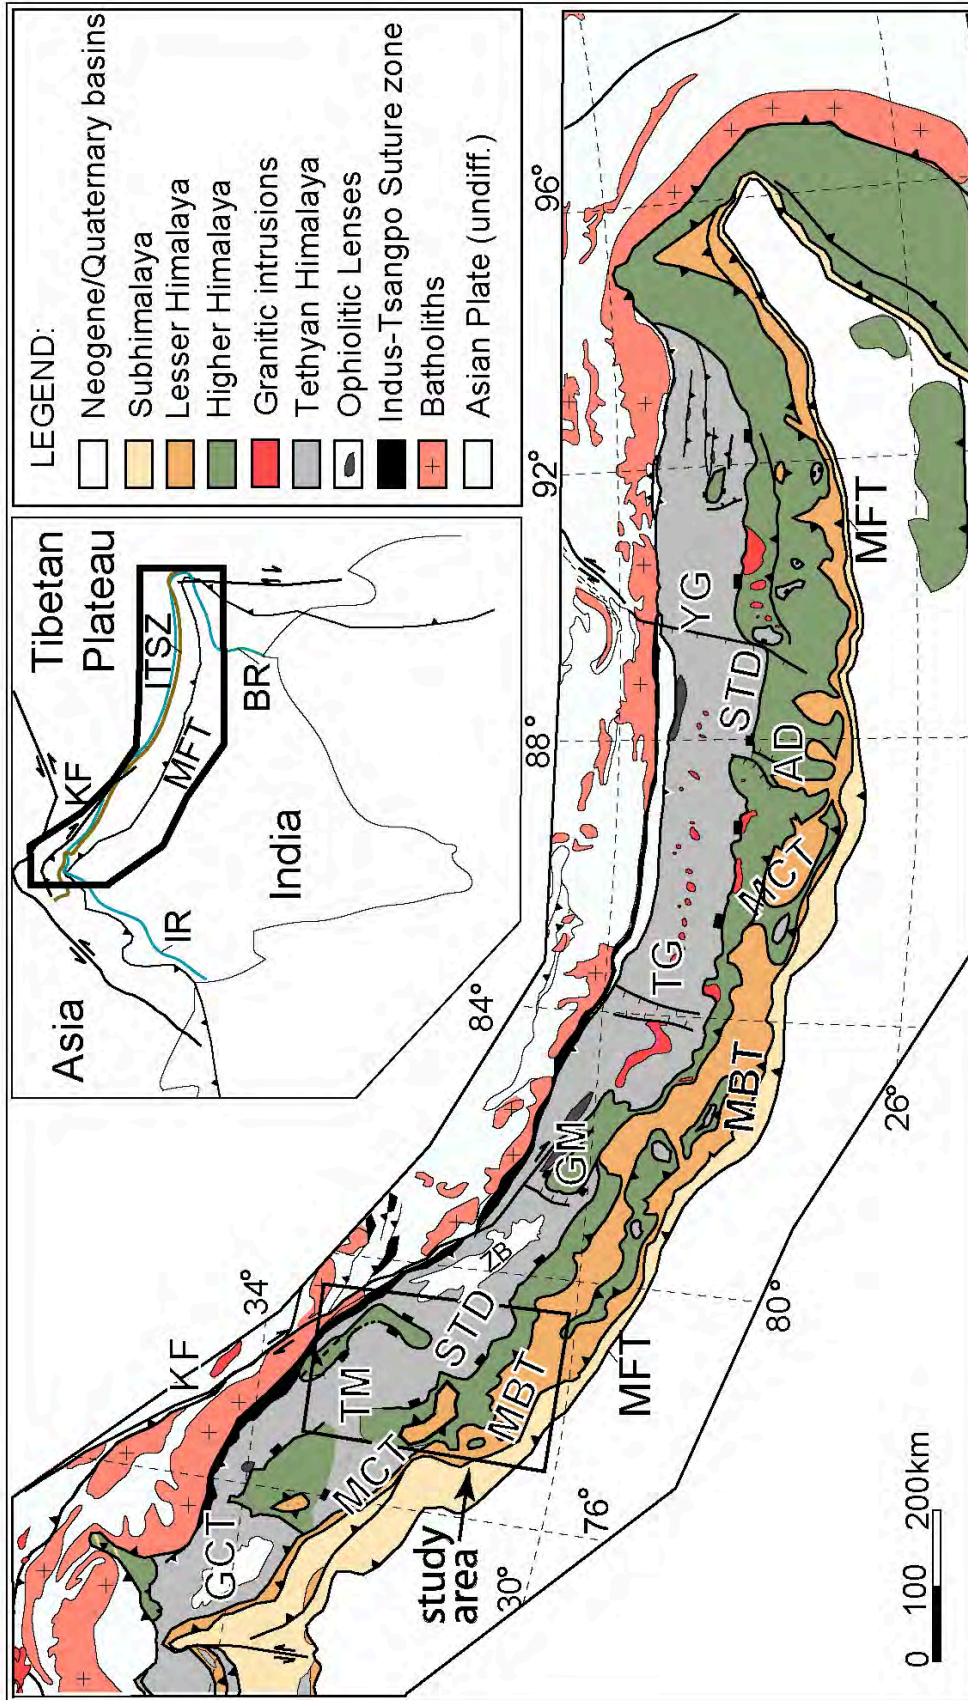 LEGEND:
Neogene/Quaternary basins
Subhimalaya
Lesser Himalaya
Higher Himalaya
Granitic intrusions
Tethyan Himalaya
Ophiolitic Lenses
Indus-Tsangpo Suture zone
Batholiths
Asian Plate (undiff.)
Asia
Tibetan
Plateau
KF
ITSZ
MFT
IR
BR
India
KF
34°
84°
88°
92°
96°
GCT
TM
STD
ZB
GM
TG
YG
STD
MCT
MBT
MBT
MCT
AD
MFT
MFT
study
area
30°
76°
80°
26°
0 100 200km